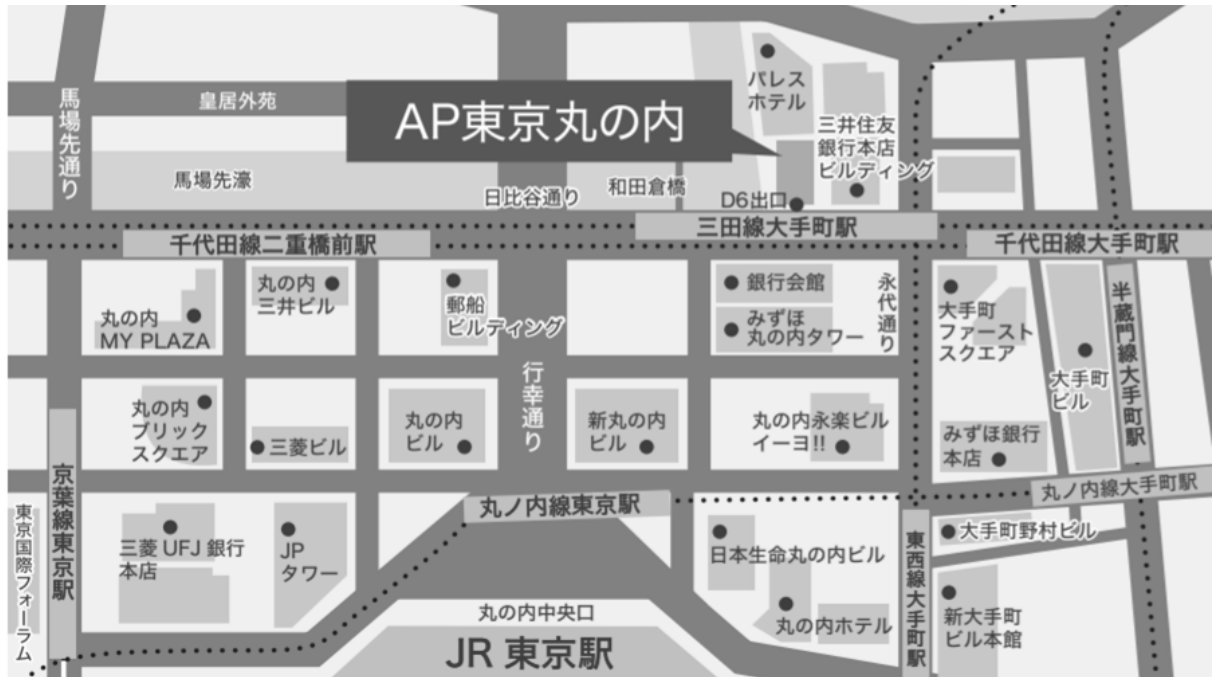 パレス
ホテル
馬場先通り
皇居外苑
AP東京丸の内
三井住友
銀行本店
ビルディング
馬場先濠
日比谷通り
和田倉橋
D6出口
三田線大手町駅
千代田線二重橋前駅
千代田線大手町駅
丸の内
MY PLAZA
丸の内
三井ビル
郵船
ビルディング
銀行会館
みずほ
丸の内タワー
永代通り
大手町
ファースト
スクエア
大手町
ビル
半蔵門線大手町駅
行幸通り
丸の内
ブリック
スクエア
三菱ビル
丸の内
ビル
新丸の内
ビル
丸の内永楽ビル
イーヨ!!
みずほ銀行
本店
京葉線東京駅
丸ノ内線東京駅
丸ノ内線大手町駅
東京国際フォーラム
三菱 UFJ 銀行
本店
JP
タワー
日本生命丸の内ビル
東西線大手町駅
大手町野村ビル
丸の内中央口
丸の内ホテル
新大手町
ビル本館
JR 東京駅